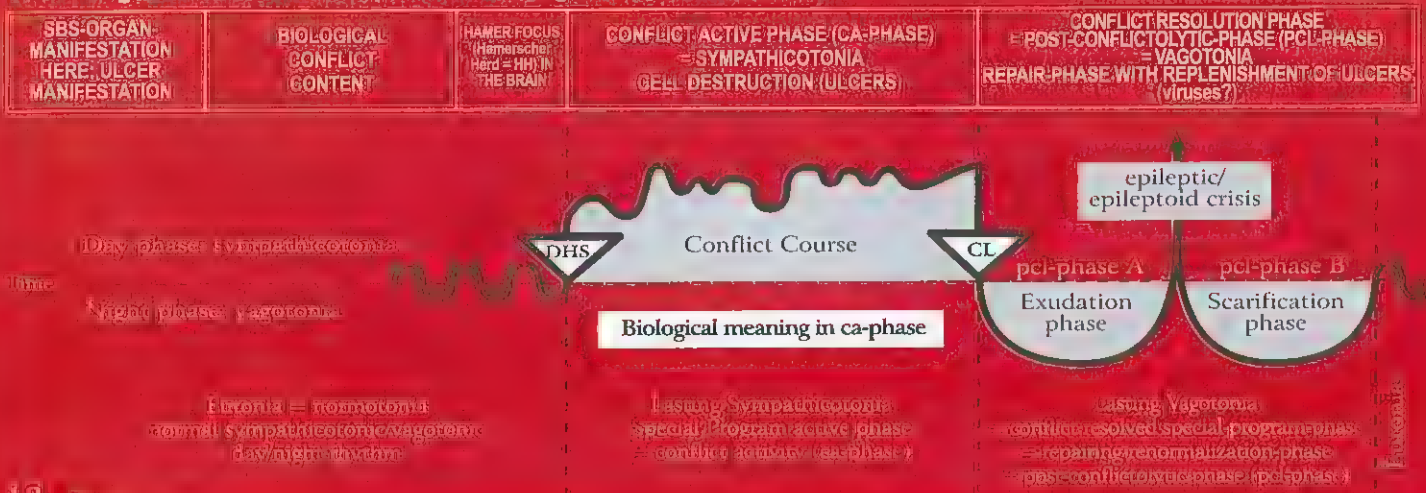 SBS-ORGAN-
MANIFESTATION
HERE: ULCER
MANIFESTATION
BIOLOGICAL
CONFLICT
CONTENT
HAMER FOCUS
(Hamerscher
Herd = HH) IN
THE BRAIN
CONFLICT ACTIVE PHASE (CA-PHASE)
= SYMPATHICOTONIA
CELL DESTRUCTION (ULCERS
CONFLICT RESOLUTION PHASE
= POST-CONFLICTOLYTIC-PHASE (PCL-PHASE)
= VAGOTONIA
REPAIR-PHASE WITH REPLENISHMENT OF ULCERS
(viruses?)
epileptic/
epileptoid crisis
Day phase: sympathicotonia
DHS
Conflict Course
CL
pcl-phase A
pcl-phase B
Time
Night phase: vagotonia
Exudation
phase
Scarification
phase
Biological meaning in ca-phase
Eutonia = normotonia
normal sympathicotonic/vagotonic
day/night rhythm
Lasting Sympathicotonia
Special Program active phase
= conflict activity (ca-phase)
Lasting Vagotonia
conflict resolved special program phase
= repairing/renormalization-phase
= post-conflictolytic phase (pcl-phase)